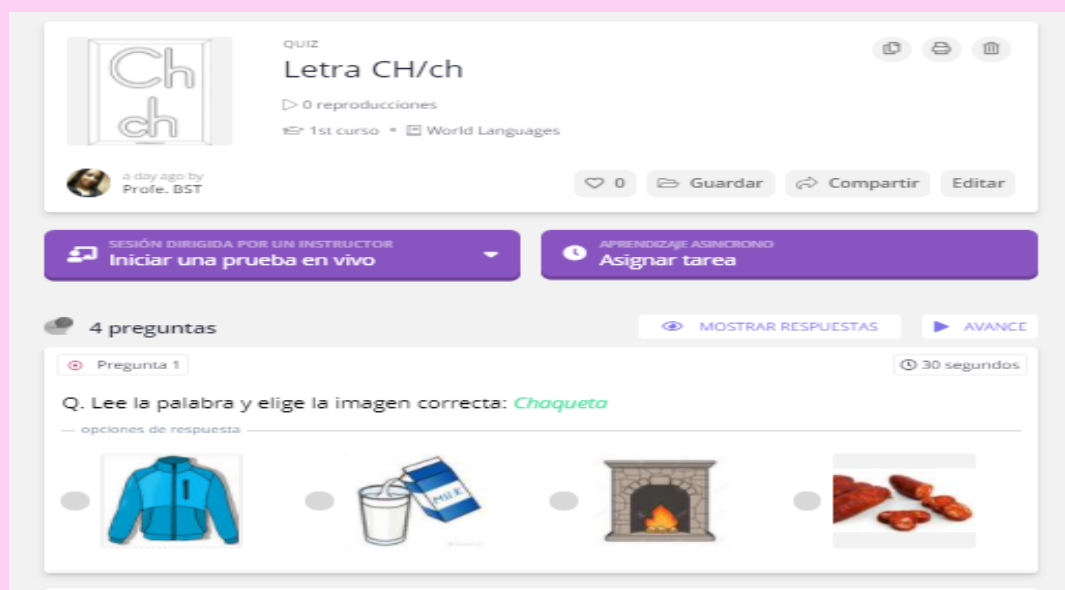 Ch
ch
QUIZ
Letra CH/ch
0 reproducciones
1st curso • World Languages
a day ago by
Profe. BST
0 Guardar Compartir Editar
SESIÓN DIRIGIDA POR UN INSTRUCTOR
Iniciar una prueba en vivo
APRENDIZAJE ASINCRONO
Asignar tarea
4 preguntas
MOSTRAR RESPUESTAS
AVANCE
Pregunta 1
30 segundos
Q. Lee la palabra y elige la imagen correcta: Chaqueta
opciones de respuesta
MILK